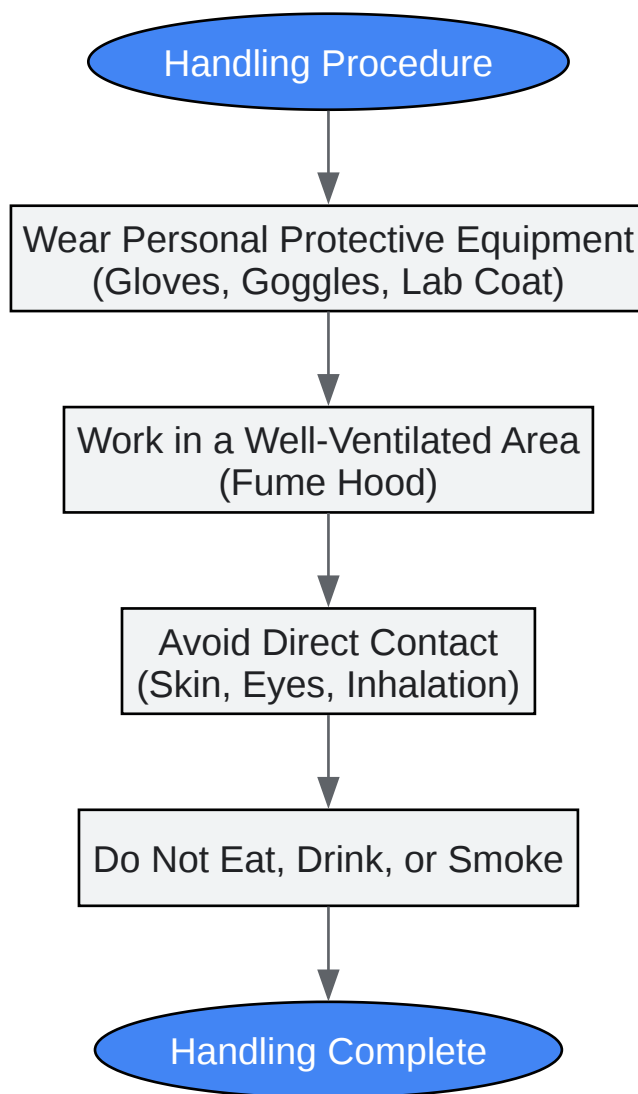 Handling Procedure
Wear Personal Protective Equipment
(Gloves, Goggles, Lab Coat)
Work in a Well-Ventilated Area
(Fume Hood)
Avoid Direct Contact
(Skin, Eyes, Inhalation)
Do Not Eat, Drink, or Smoke
Handling Complete